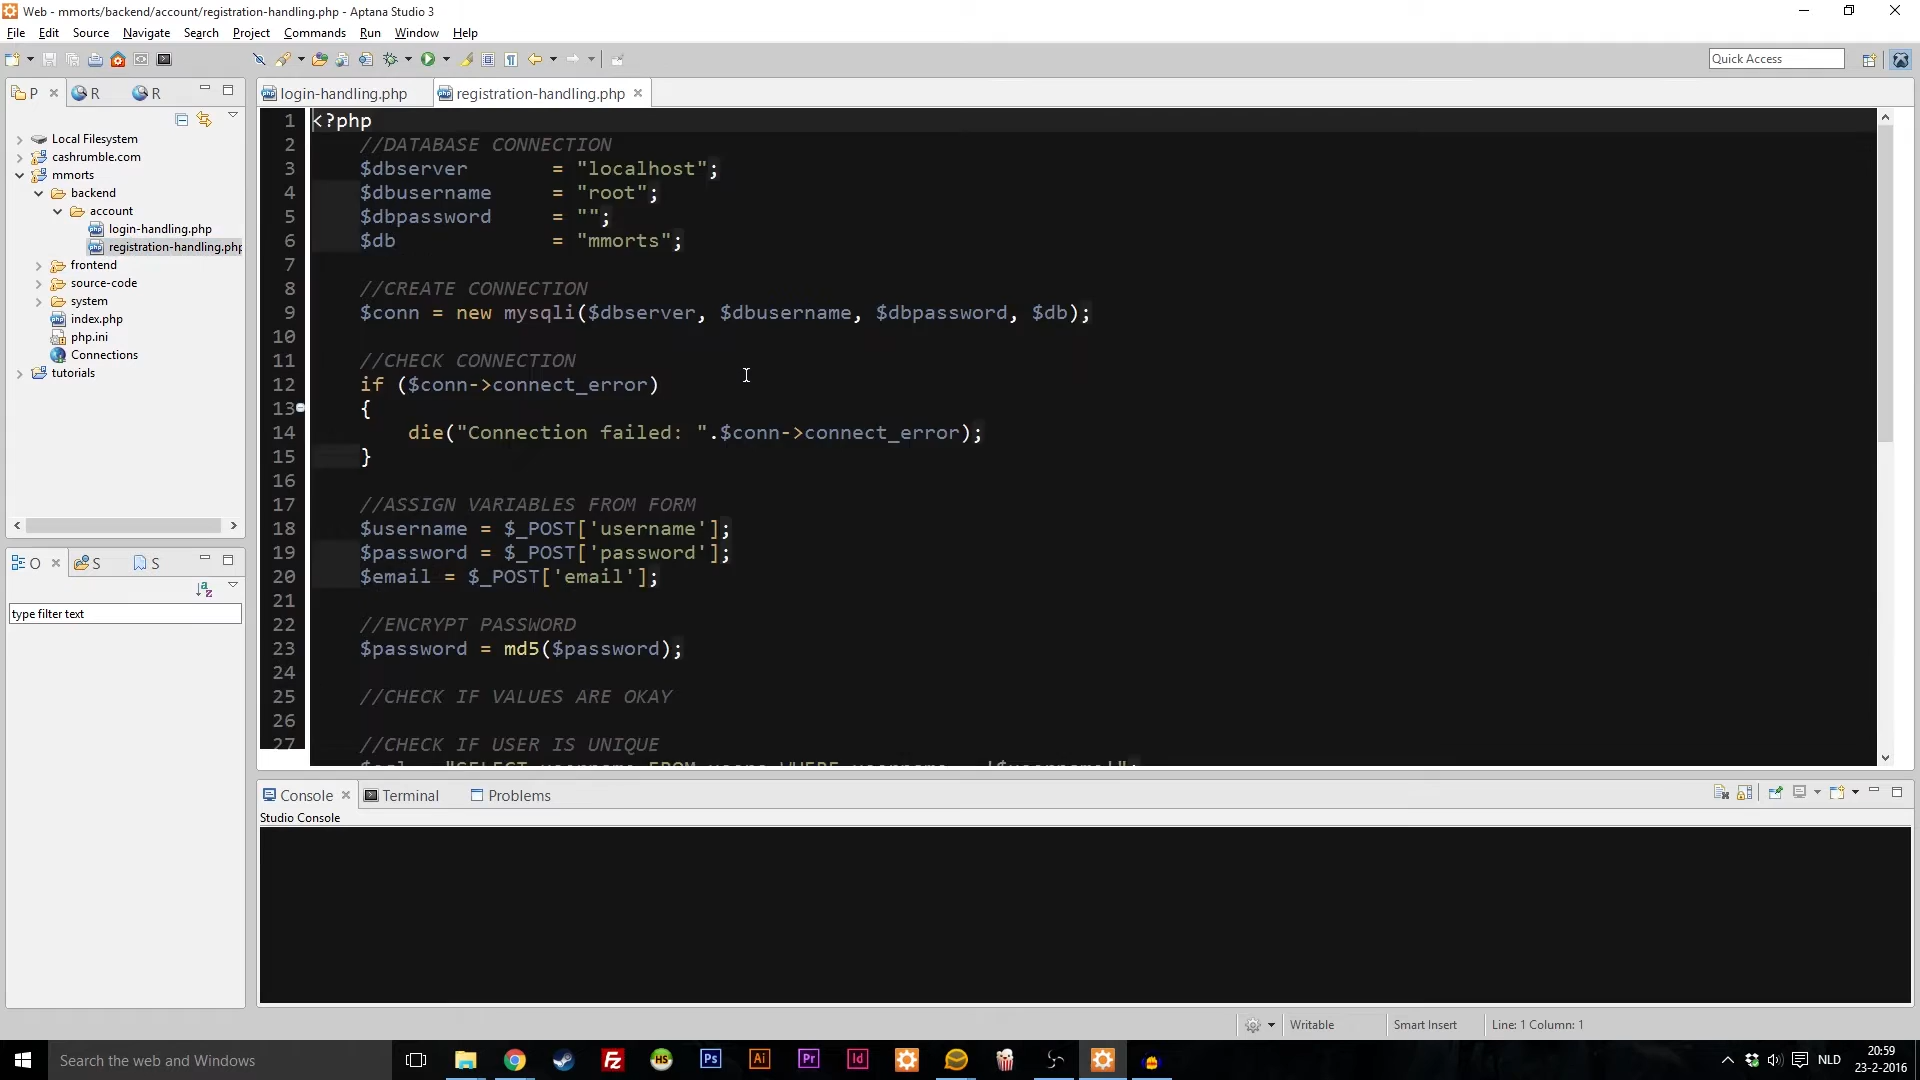 Web - mmorts/backend/account/registration-handling.php - Aptana Studio 3
File Edit Source Search Navigate Project Commands Run Window Help
Quick Access
P R R
Local Filesystem
cashrumble.com
mmorts
backend
account
login-handling.php
registration-handling.php
frontend
source-code
system
index.php
php.ini
Connections
tutorials
O S S
type filter text
login-handling.php registration-handling.php
1 <?php
2 //DATABASE CONNECTION
3 $dbserver = "localhost";
4 $dbusername = "root";
5 $dbpassword = "";
6 $db = "mmorts";
7
8 //CREATE CONNECTION
9 $conn = new mysqli($dbserver, $dbusername, $dbpassword, $db);
10
11 //CHECK CONNECTION
12 if ($conn->connect_error)
13 {
14 die("Connection failed: ".$conn->connect_error);
15 }
16
17 //ASSIGN VARIABLES FROM FORM
18 $username = $_POST['username'];
19 $password = $_POST['password'];
20 $email = $_POST['email'];
21
22 //ENCRYPT PASSWORD
23 $password = md5($password);
24
25 //CHECK IF VALUES ARE OKAY
26
27 //CHECK IF USER IS UNIQUE
Console Terminal Problems
Studio Console
Writable Smart Insert Line: 1 Column: 1
Search the web and Windows
HS Ps Ai Pr Id
NLD
20:59
23-2-2016